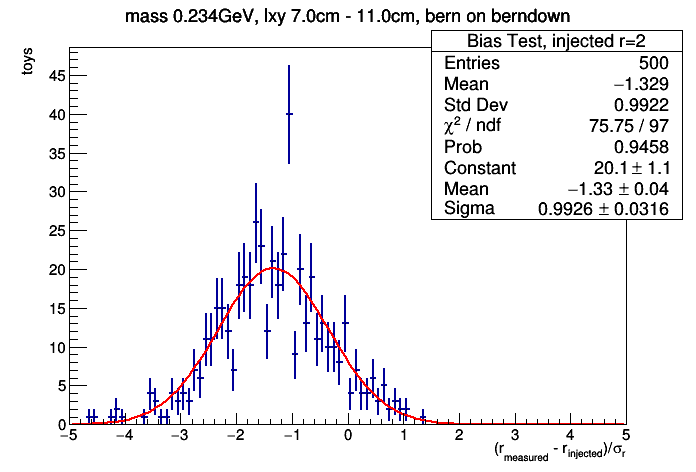 mass 0.234GeV, lxy 7.0cm - 11.0cm, bern on berndown
Bias Test, injected r=2
Entries 500
Mean −1.329
Std Dev 0.9922
χ² / ndf 75.75 / 97
Prob 0.9458
Constant 20.1 ± 1.1
Mean −1.33 ± 0.04
Sigma 0.9926 ± 0.0316
toys
45
40
35
30
25
20
15
10
5
0
−5 −4 −3 −2 −1 0 1 2 3 4 5
(r_measured - r_injected)/σ_r